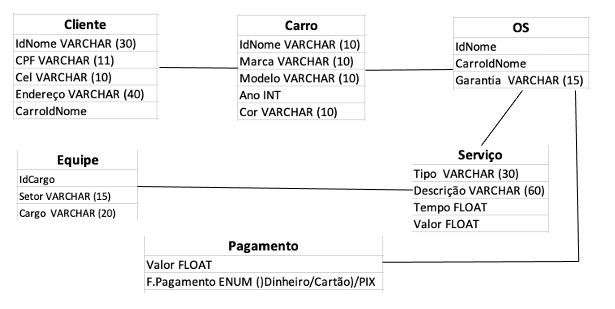 Cliente
IdNome VARCHAR (30)
CPF VARCHAR (11)
Cel VARCHAR (10)
Endereço VARCHAR (40)
CarroIdNome
Carro
IdNome VARCHAR (10)
Marca VARCHAR (10)
Modelo VARCHAR (10)
Ano INT
Cor VARCHAR (10)
OS
IdNome
CarroIdNome
Garantia VARCHAR (15)
Equipe
IdCargo
Setor VARCHAR (15)
Cargo VARCHAR (20)
Serviço
Tipo VARCHAR (30)
Descrição VARCHAR (60)
Tempo FLOAT
Valor FLOAT
Pagamento
Valor FLOAT
F.Pagamento ENUM ()Dinheiro/Cartão)/PIX